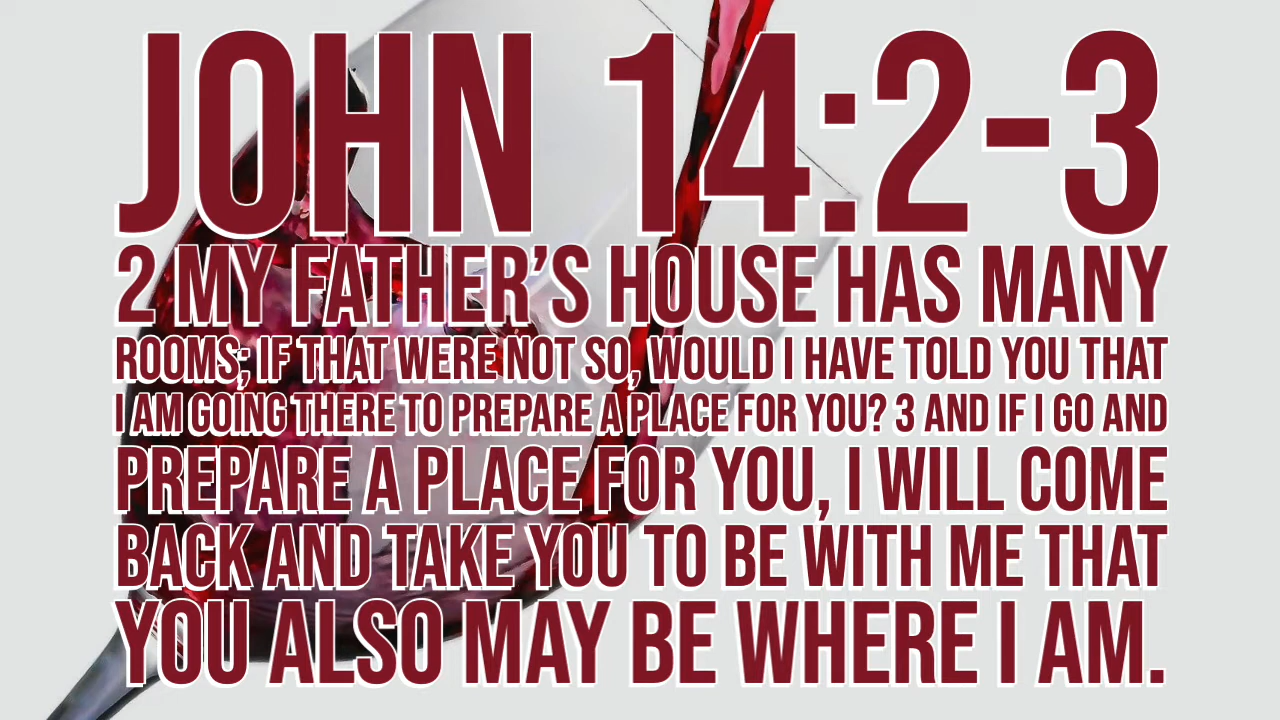 JOHN 14:2-3
2 MY FATHER’S HOUSE HAS MANY
ROOMS; IF THAT WERE NOT SO, WOULD I HAVE TOLD YOU THAT
I AM GOING THERE TO PREPARE A PLACE FOR YOU? 3 AND IF I GO AND
PREPARE A PLACE FOR YOU, I WILL COME
BACK AND TAKE YOU TO BE WITH ME THAT
YOU ALSO MAY BE WHERE I AM.